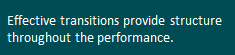 Effective transitions provide structure
throughout the performance.